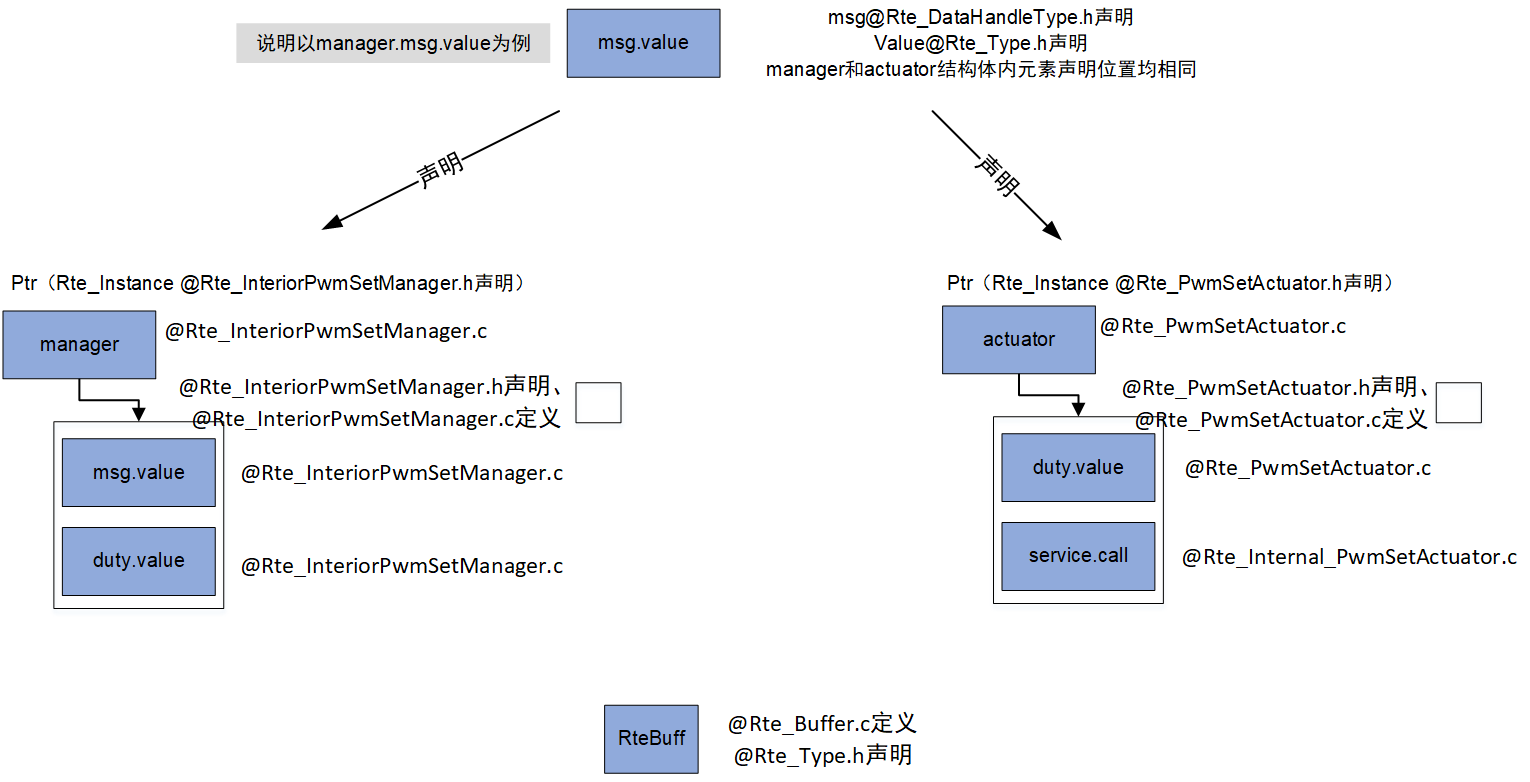 说明以manager.msg.value为例
msg.value
msg@Rte_DataHandleType.h声明
Value@Rte_Type.h声明
manager和actuator结构体内元素声明位置均相同
声明
声明
Ptr（Rte_Instance @Rte_InteriorPwmSetManager.h声明）
manager
@Rte_InteriorPwmSetManager.c
@Rte_InteriorPwmSetManager.h声明、
@Rte_InteriorPwmSetManager.c定义
msg.value
@Rte_InteriorPwmSetManager.c
duty.value
@Rte_InteriorPwmSetManager.c
Ptr（Rte_Instance @Rte_PwmSetActuator.h声明）
actuator
@Rte_PwmSetActuator.c
@Rte_PwmSetActuator.h声明、
@Rte_PwmSetActuator.c定义
duty.value
@Rte_PwmSetActuator.c
service.call
@Rte_Internal_PwmSetActuator.c
RteBuff
@Rte_Buffer.c定义
@Rte_Type.h声明